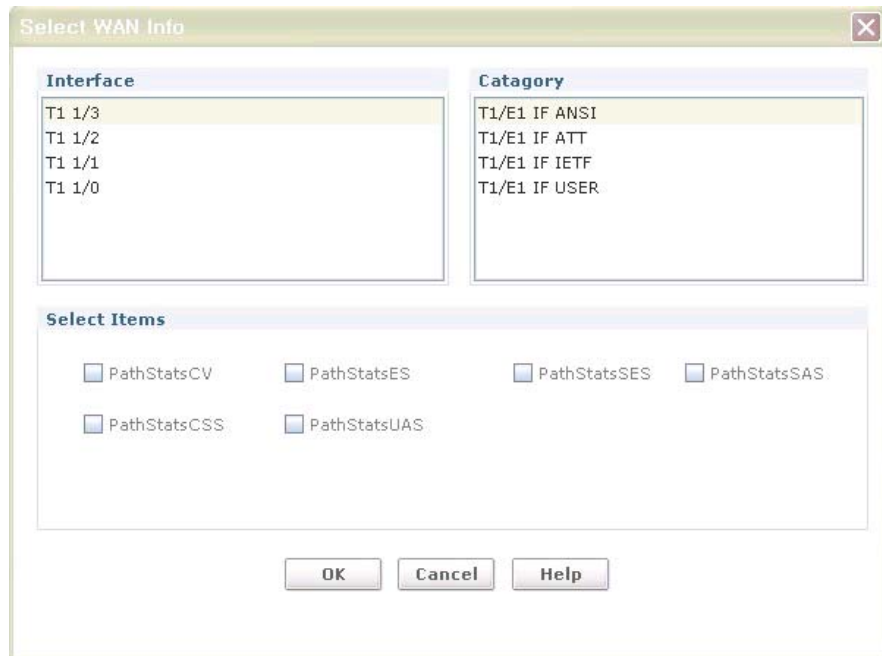 Select WAN Info
Interface
T1 1/3
T1 1/2
T1 1/1
T1 1/0
Catagory
T1/E1 IF ANSI
T1/E1 IF ATT
T1/E1 IF IETF
T1/E1 IF USER
Select Items
PathStatsCV PathStatsES PathStatsSES PathStatsSAS
PathStatsCSS PathStatsUAS
OK Cancel Help